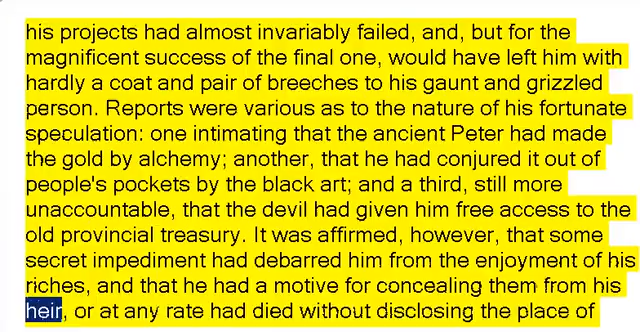 his projects had almost invariably failed, and, but for the
magnificent success of the final one, would have left him with
hardly a coat and pair of breeches to his gaunt and grizzled
person. Reports were various as to the nature of his fortunate
speculation: one intimating that the ancient Peter had made
the gold by alchemy; another, that he had conjured it out of
people's pockets by the black art; and a third, still more
unaccountable, that the devil had given him free access to the
old provincial treasury. It was affirmed, however, that some
secret impediment had debarred him from the enjoyment of his
riches, and that he had a motive for concealing them from his
heir, or at any rate had died without disclosing the place of